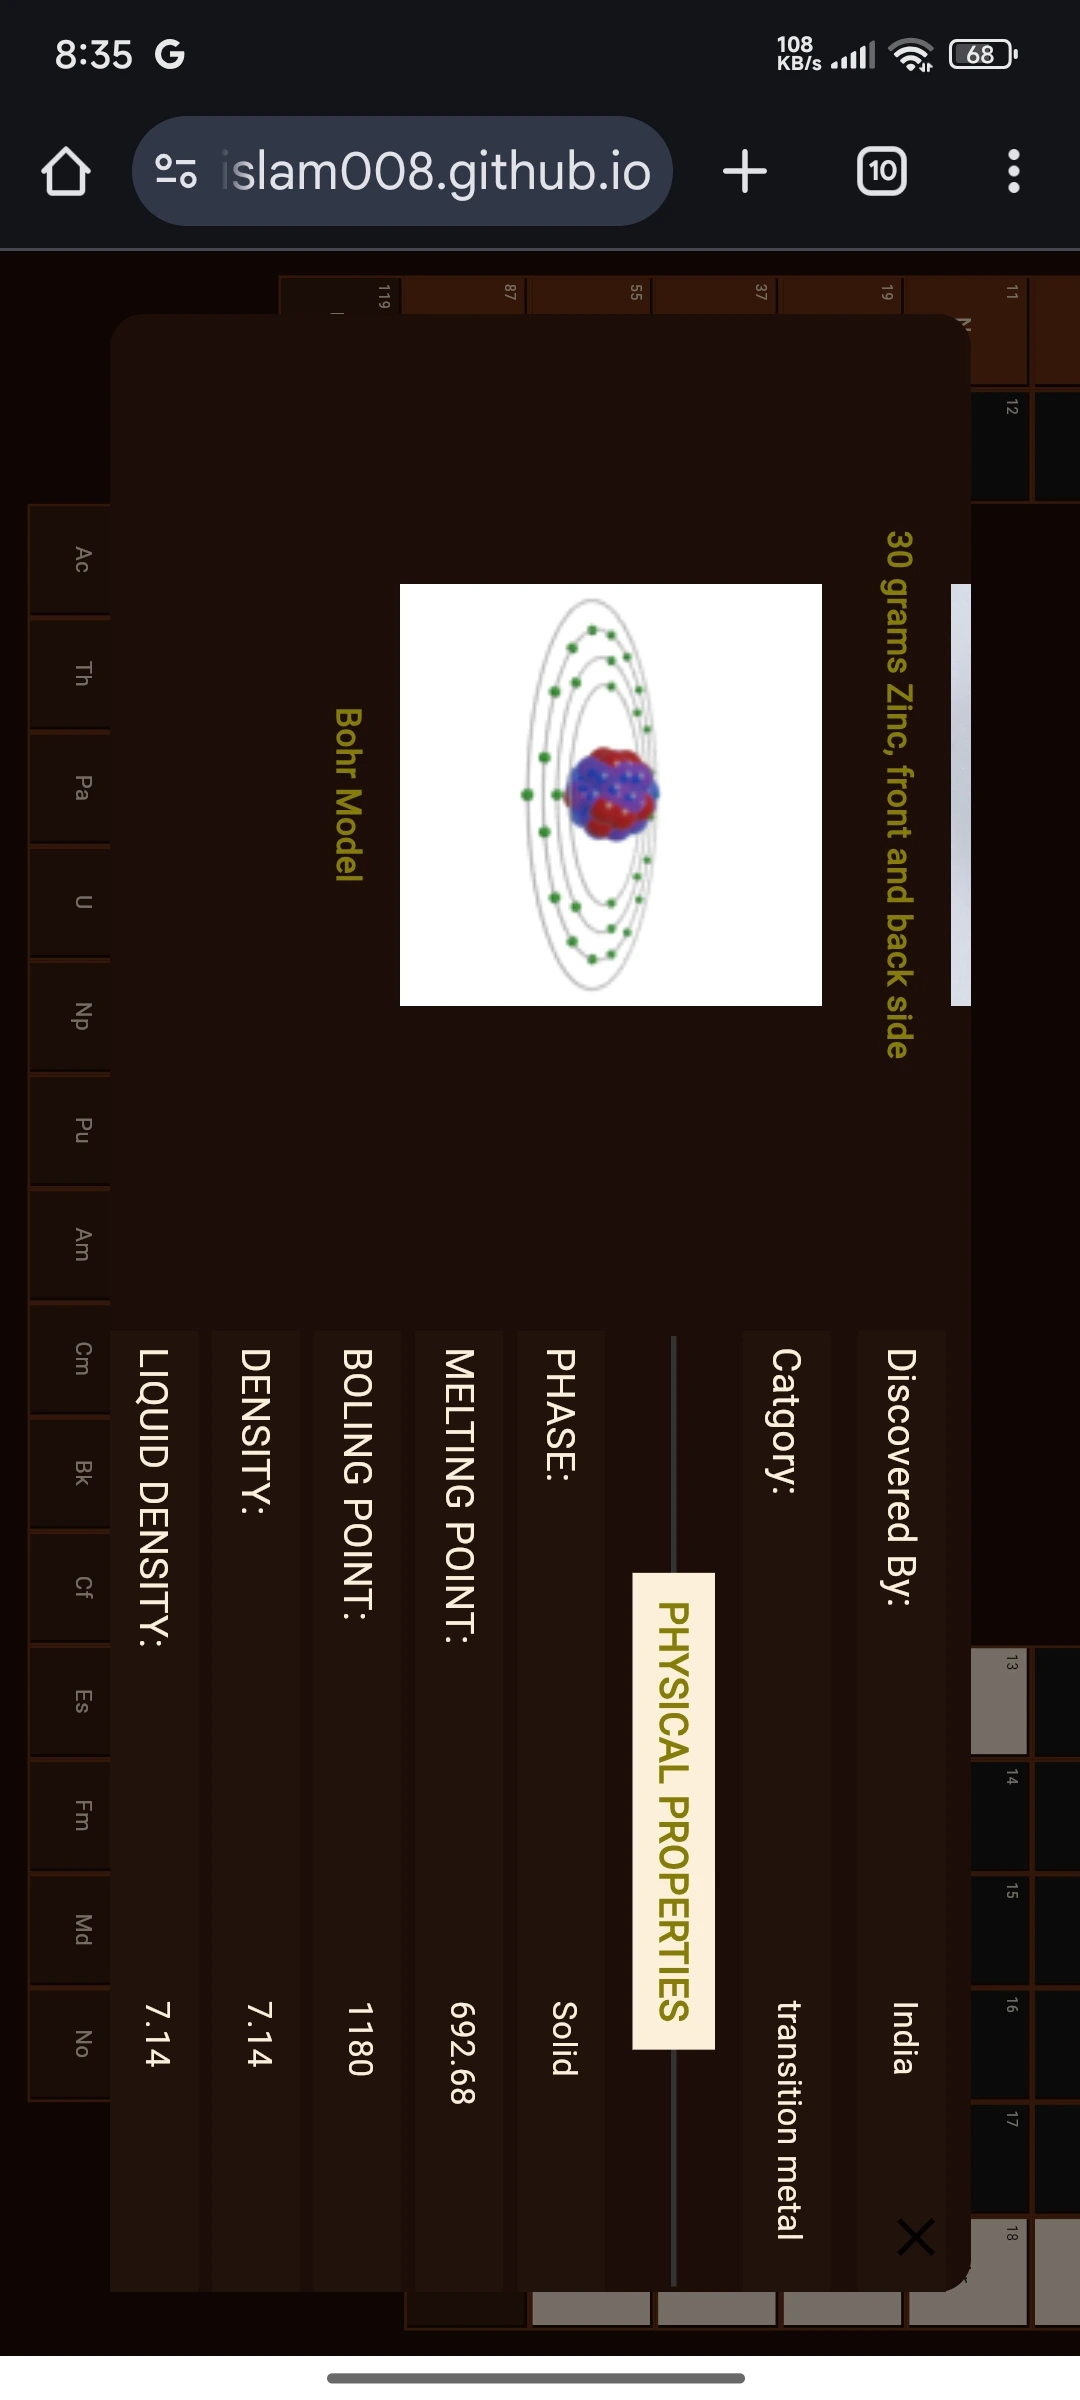 8:35 G
108
KB/s
68
islam008.github.io
10
119
87
55
37
19
11
12
Ac
Th
Pa
U
Np
Pu
Am
Cm
Bk
Cf
Es
Fm
Md
No
13
14
15
16
17
18
30 grams Zinc, front and back side
Bohr Model
Discovered By: India
Catgory: transition metal
PHYSICAL PROPERTIES
PHASE: Solid
MELTING POINT: 692.68
BOLING POINT: 1180
DENSITY: 7.14
LIQUID DENSITY: 7.14